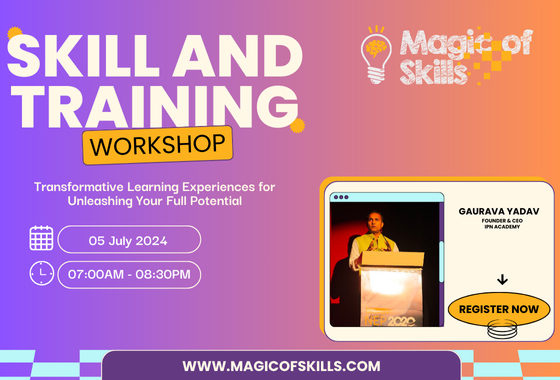 SKILL AND
TRAINING
WORKSHOP
Transformative Learning Experiences for
Unleashing Your Full Potential
05 July 2024
07:00AM - 08:30PM
Magic of
Skills
GAURAVA YADAV
FOUNDER & CEO
IPN ACADEMY
2020
REGISTER NOW
WWW.MAGICOFSKILLS.COM